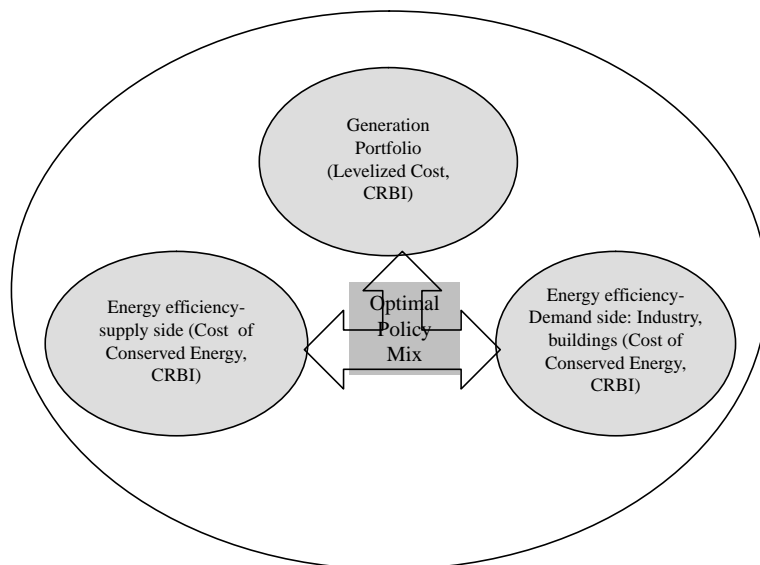 Generation
Portfolio
(Levelized Cost,
CRBI)
Energy efficiency-
supply side (Cost of
Conserved Energy,
CRBI)
Optimal
Policy
Mix
Energy efficiency-
Demand side: Industry,
buildings (Cost of
Conserved Energy,
CRBI)